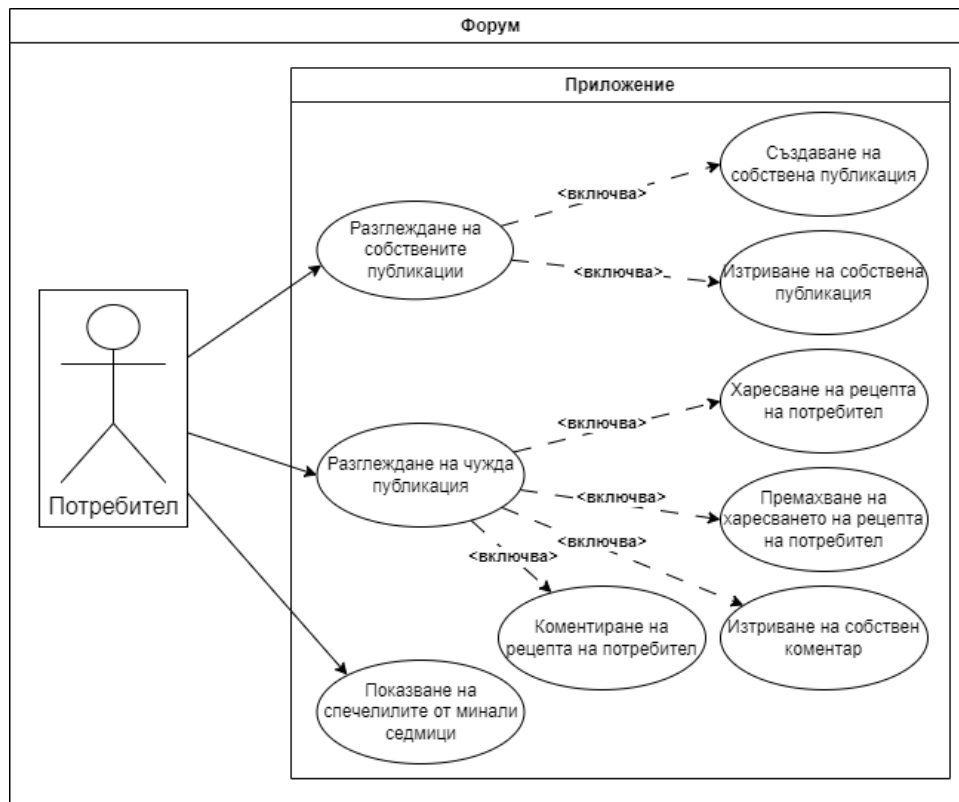 Форум
Приложение
Създаване на
собствена публикация
<включва>
Разглеждане на
собствените
публикации
<включва>
Изтриване на собствена
публикация
Харесване на рецепта
на потребител
<включва>
Разглеждане на чужда
публикация
<включва>
Премахване на
харесването на рецепта
на потребител
Потребител
<включва>
<включва>
Коментиране на
рецепта на потребител
Изтриване на собствен
коментар
Показване на
спечелилите от минали
седмици